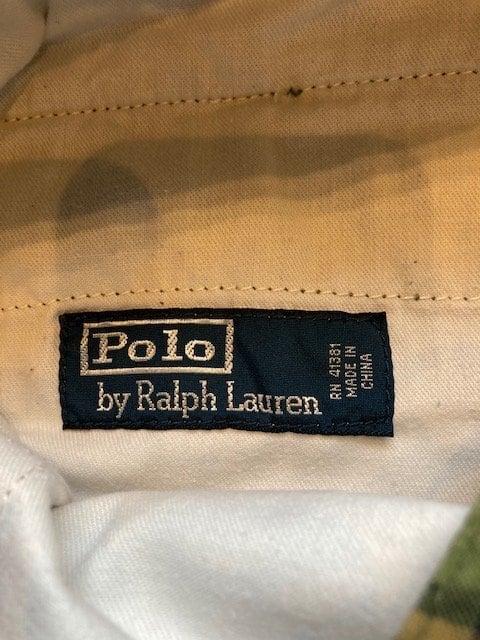 Polo
by Ralph Lauren
RN 41381
MADE IN
CHINA